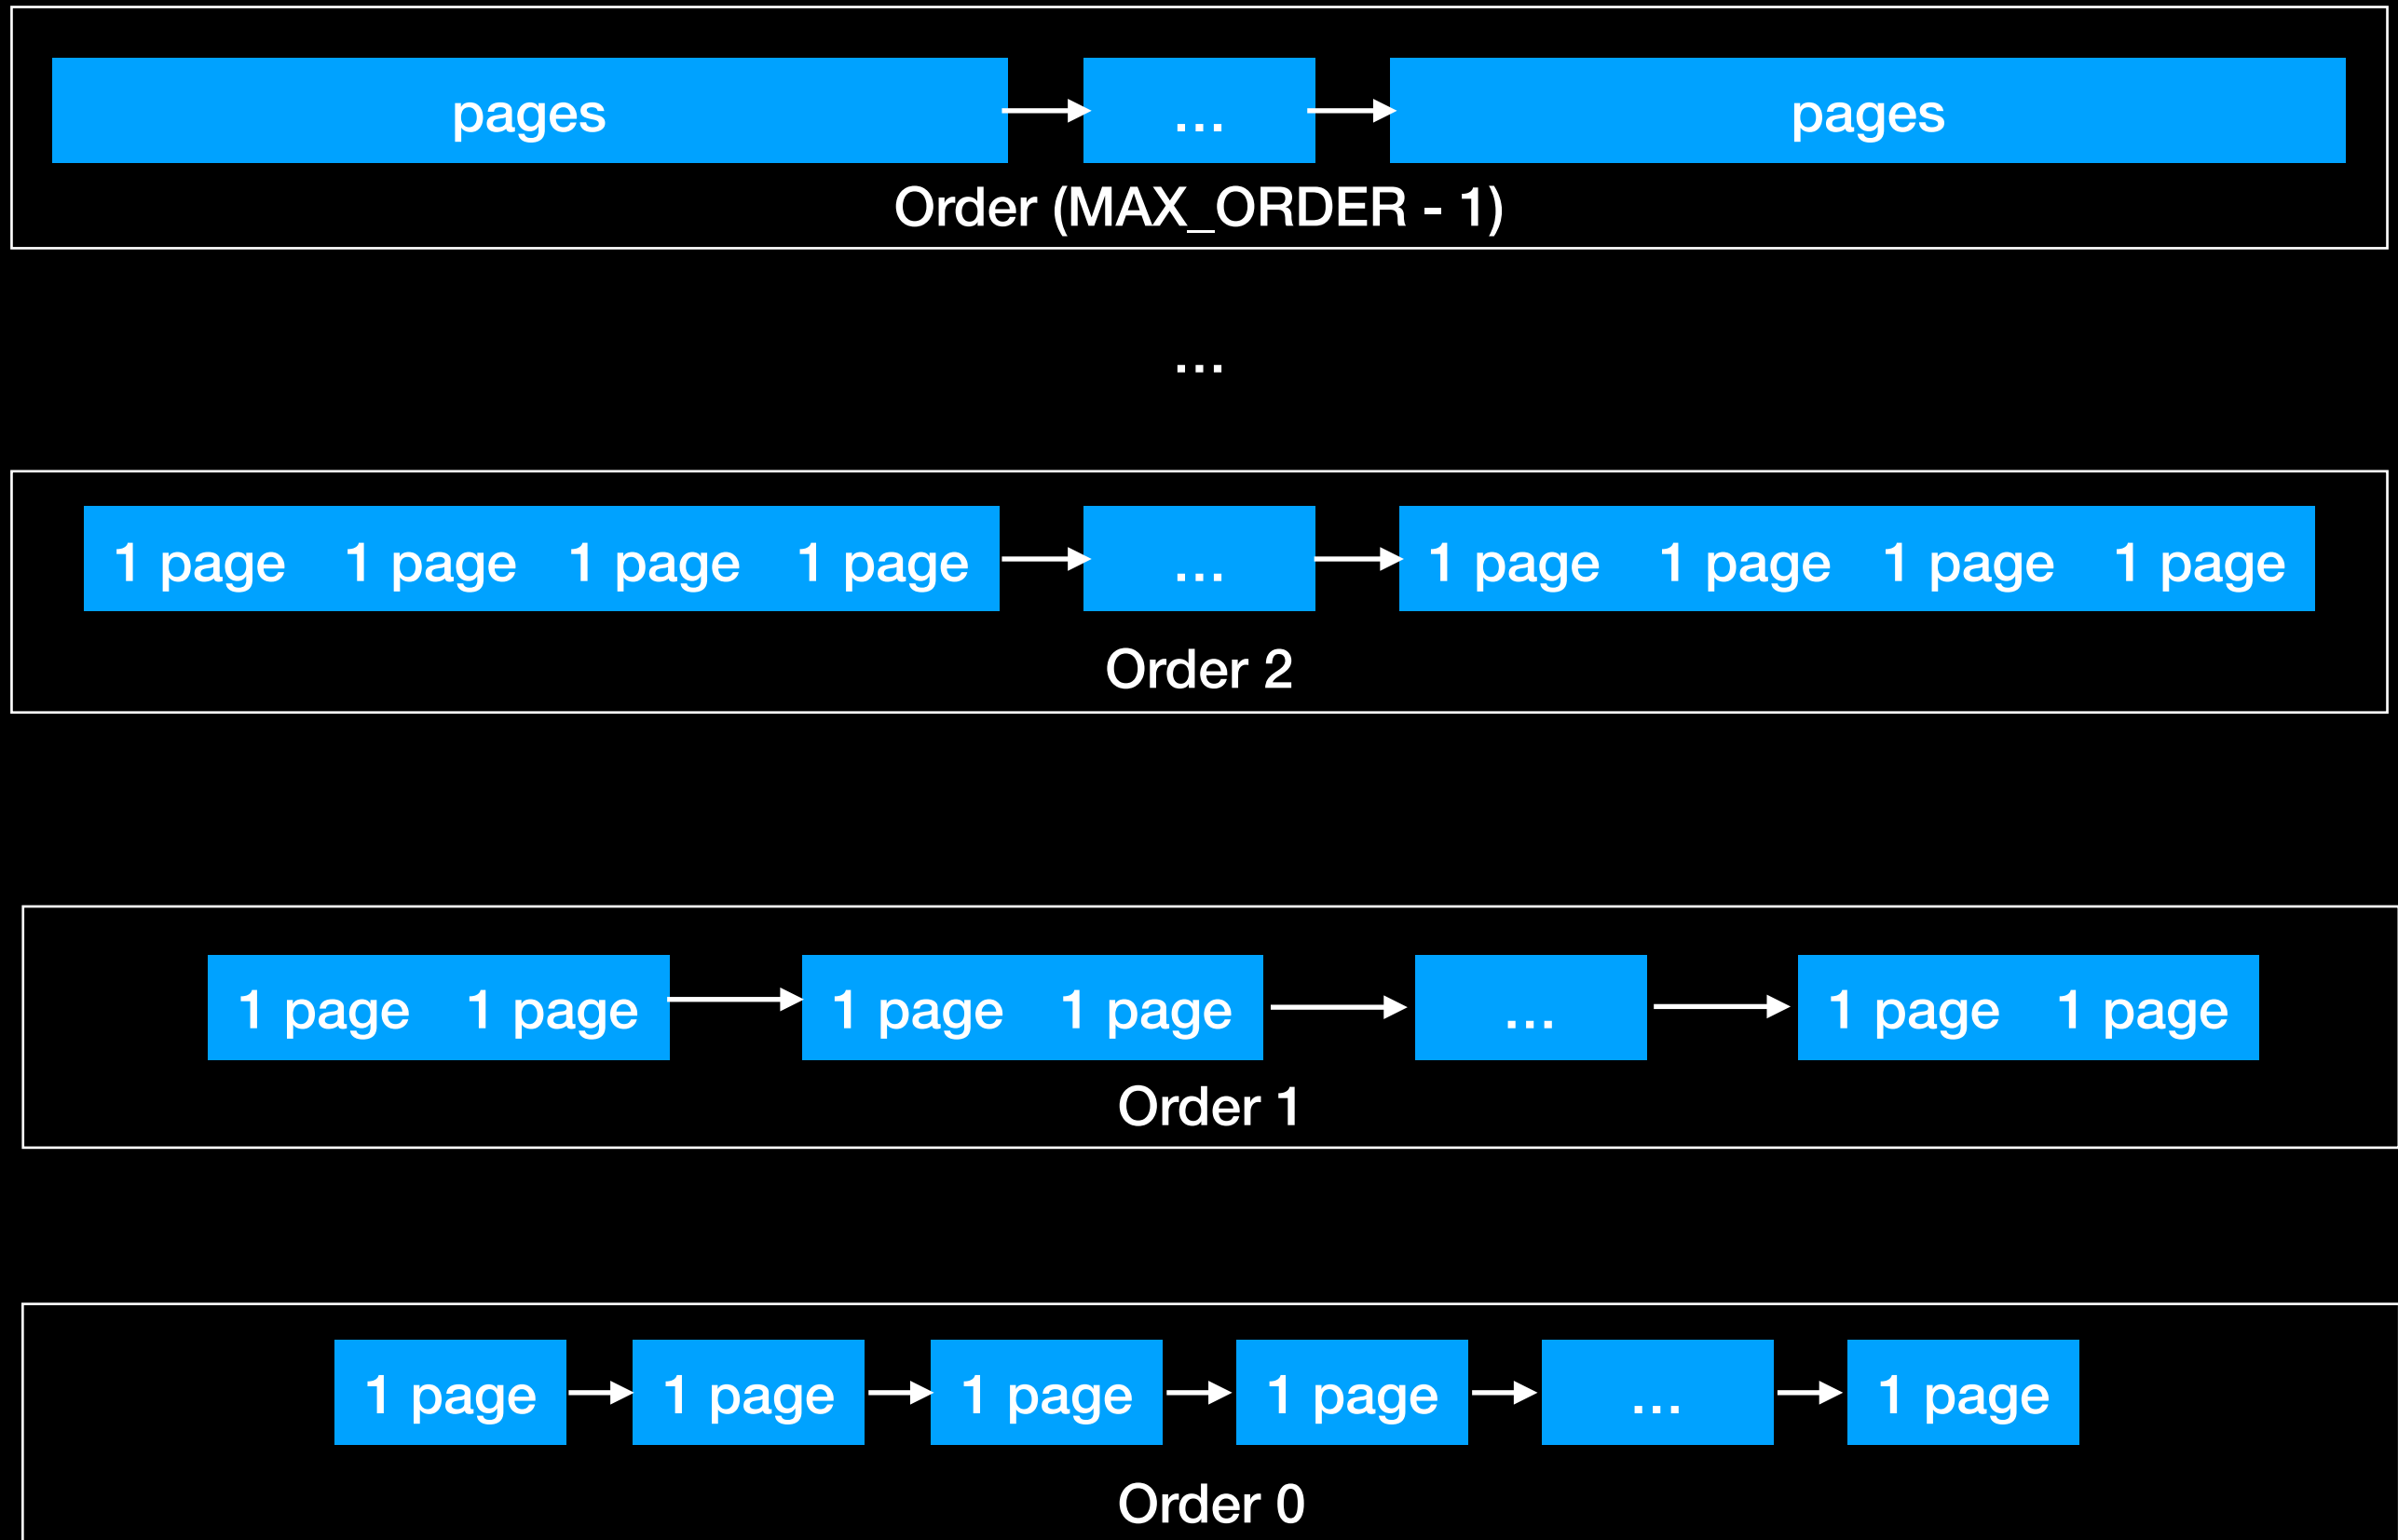 pages ... pages
Order (MAX_ORDER - 1)
...
1 page 1 page 1 page 1 page ... 1 page 1 page 1 page 1 page
Order 2
1 page 1 page 1 page 1 page ... 1 page 1 page
Order 1
1 page 1 page 1 page 1 page ... 1 page
Order 0